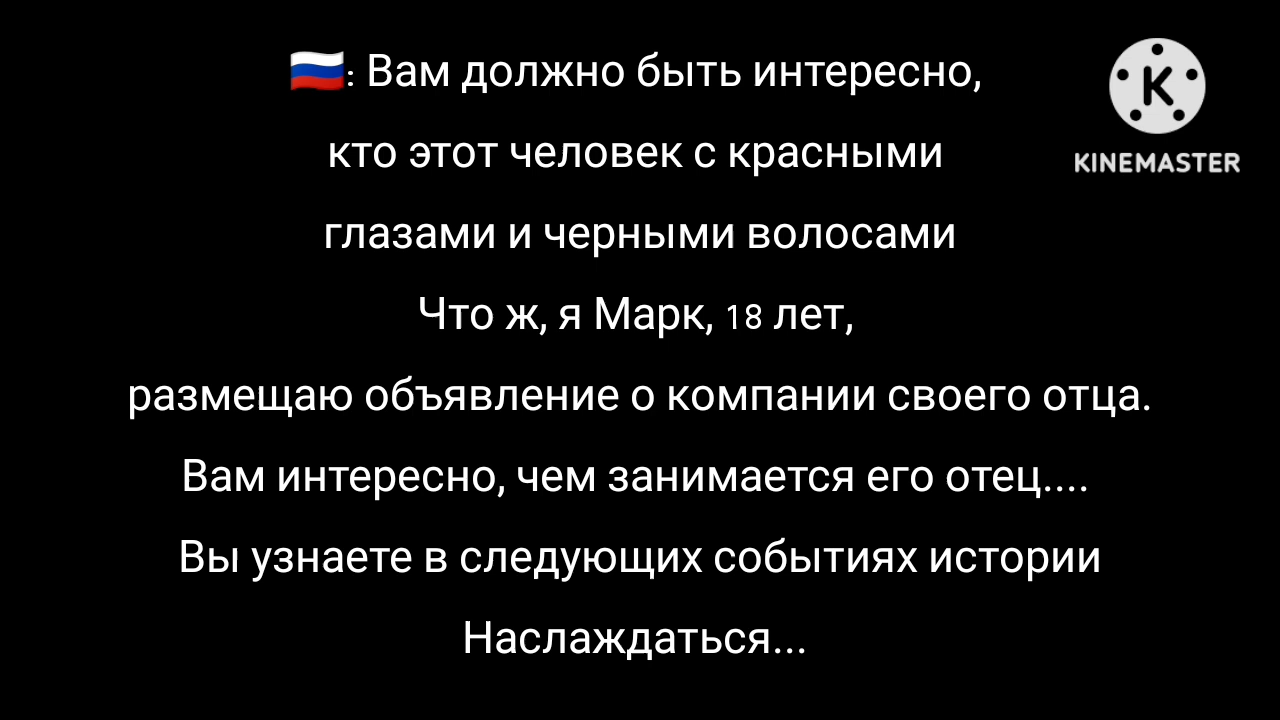 🇷🇺: Вам должно быть интересно,
кто этот человек с красными
глазами и черными волосами
Что ж, я Марк, 18 лет,
размещаю объявление о компании своего отца.
Вам интересно, чем занимается его отец....
Вы узнаете в следующих событиях истории
Наслаждаться...
K
KINEMASTER